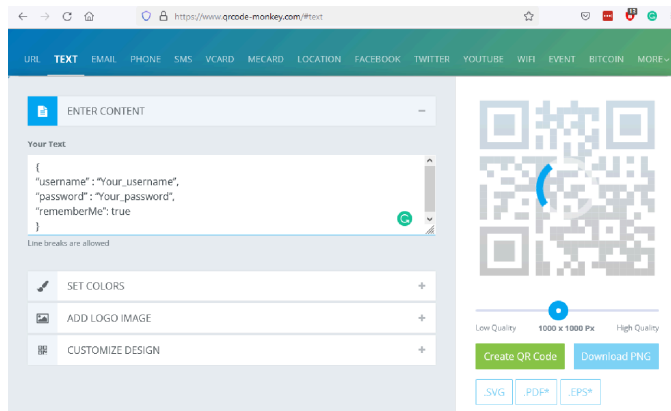 https://www.qrcode-monkey.com/#text
13
URL TEXT EMAIL PHONE SMS VCARD MECARD LOCATION FACEBOOK TWITTER YOUTUBE WIFI EVENT BITCOIN MORE
ENTER CONTENT
Your Text
{
“username” : “Your_username”,
“password” : “Your_password”,
“rememberMe”: true
}
Line breaks are allowed
SET COLORS
ADD LOGO IMAGE
CUSTOMIZE DESIGN
Low Quality 1000 x 1000 Px High Quality
Create QR Code Download PNG
.SVG .PDF* .EPS*